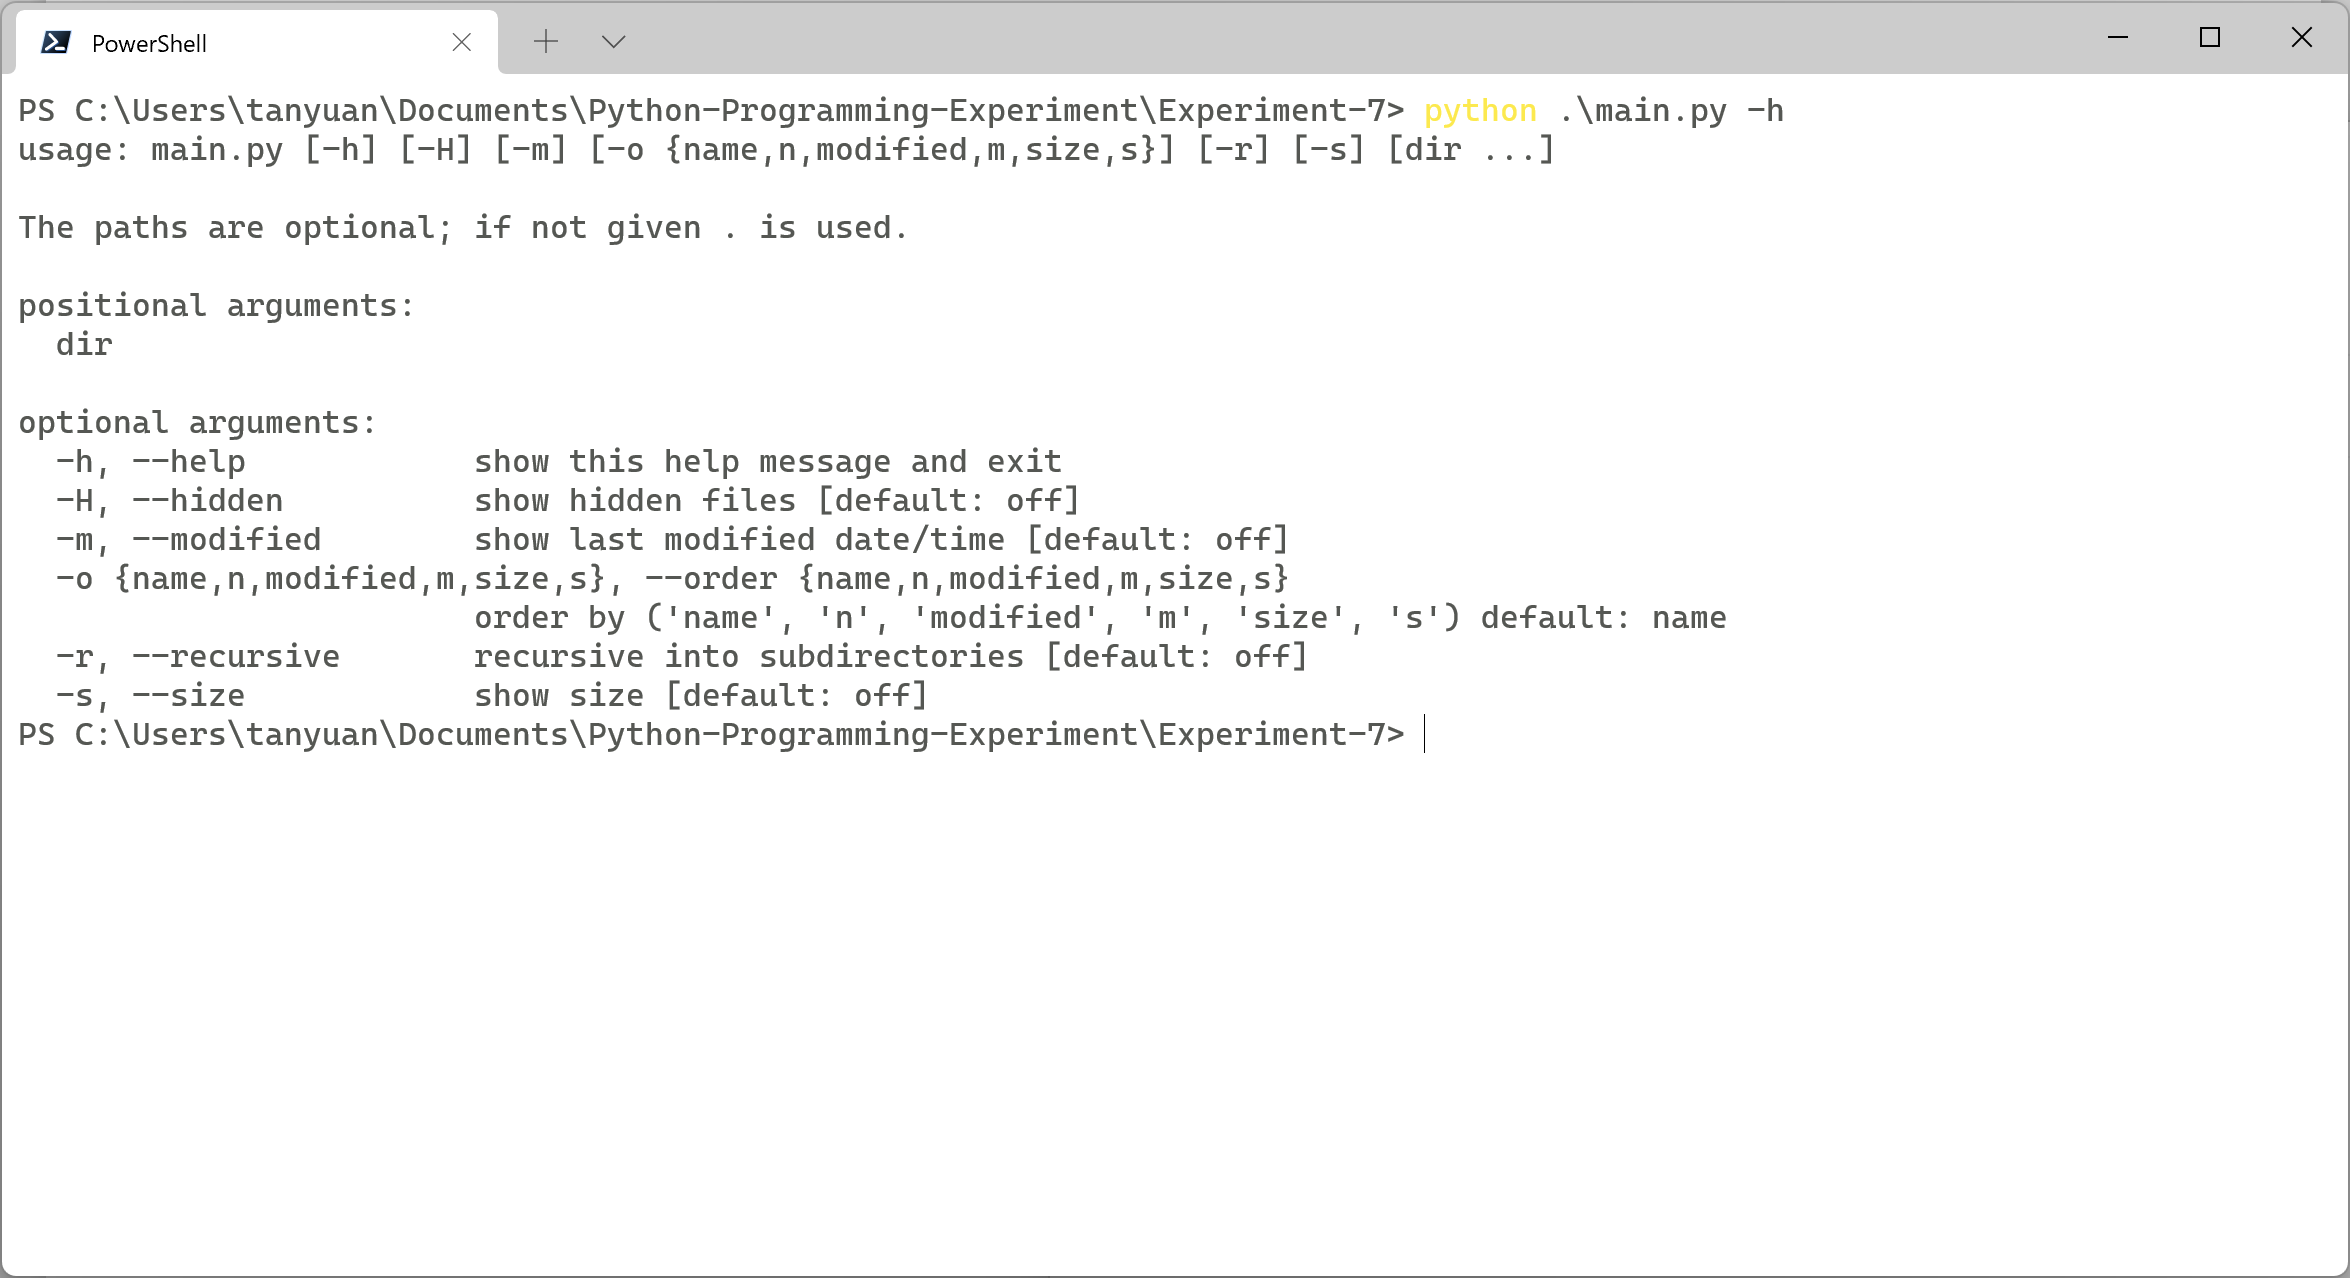 PowerShell
PS C:\Users\tanyuan\Documents\Python-Programming-Experiment\Experiment-7> python .\main.py -h
usage: main.py [-h] [-H] [-m] [-o {name,n,modified,m,size,s}] [-r] [-s] [dir ...]

The paths are optional; if not given . is used.

positional arguments:
  dir

optional arguments:
  -h, --help            show this help message and exit
  -H, --hidden          show hidden files [default: off]
  -m, --modified        show last modified date/time [default: off]
  -o {name,n,modified,m,size,s}, --order {name,n,modified,m,size,s}
                        order by ('name', 'n', 'modified', 'm', 'size', 's') default: name
  -r, --recursive       recursive into subdirectories [default: off]
  -s, --size            show size [default: off]
PS C:\Users\tanyuan\Documents\Python-Programming-Experiment\Experiment-7>